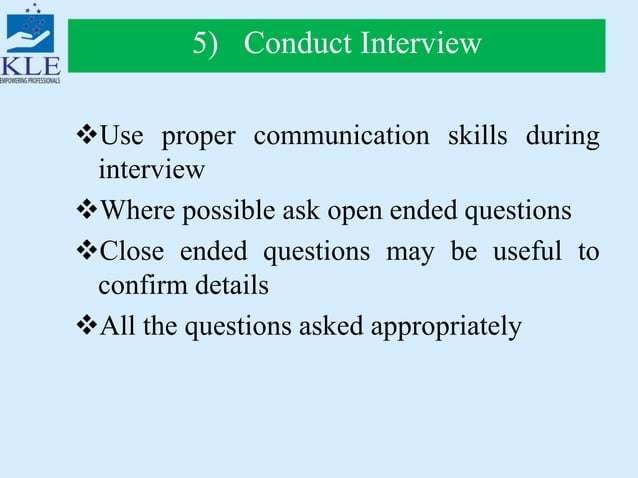 5) Conduct Interview
KLE
EMPOWERING PROFESSIONALS
❖Use proper communication skills during
interview
❖Where possible ask open ended questions
❖Close ended questions may be useful to
confirm details
❖All the questions asked appropriately